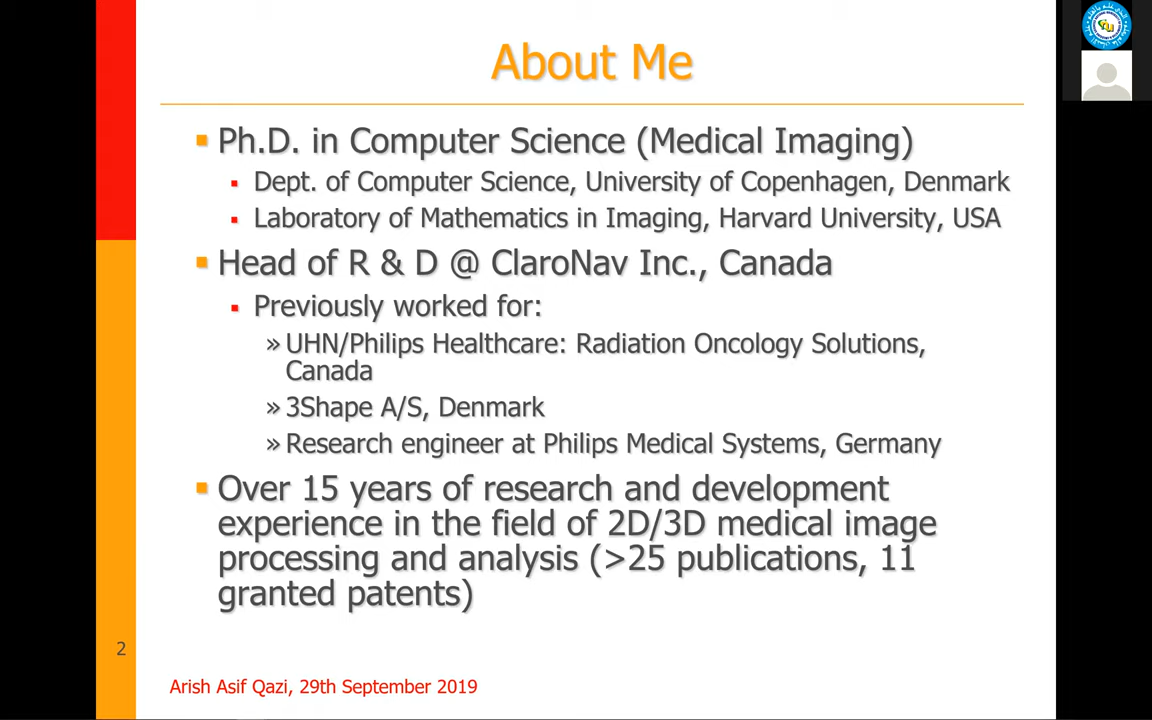 About Me
Ph.D. in Computer Science (Medical Imaging)
Dept. of Computer Science, University of Copenhagen, Denmark
Laboratory of Mathematics in Imaging, Harvard University, USA
Head of R & D @ ClaroNav Inc., Canada
Previously worked for:
» UHN/Philips Healthcare: Radiation Oncology Solutions,
Canada
» 3Shape A/S, Denmark
» Research engineer at Philips Medical Systems, Germany
Over 15 years of research and development
experience in the field of 2D/3D medical image
processing and analysis (>25 publications, 11
granted patents)
2
Arish Asif Qazi, 29th September 2019